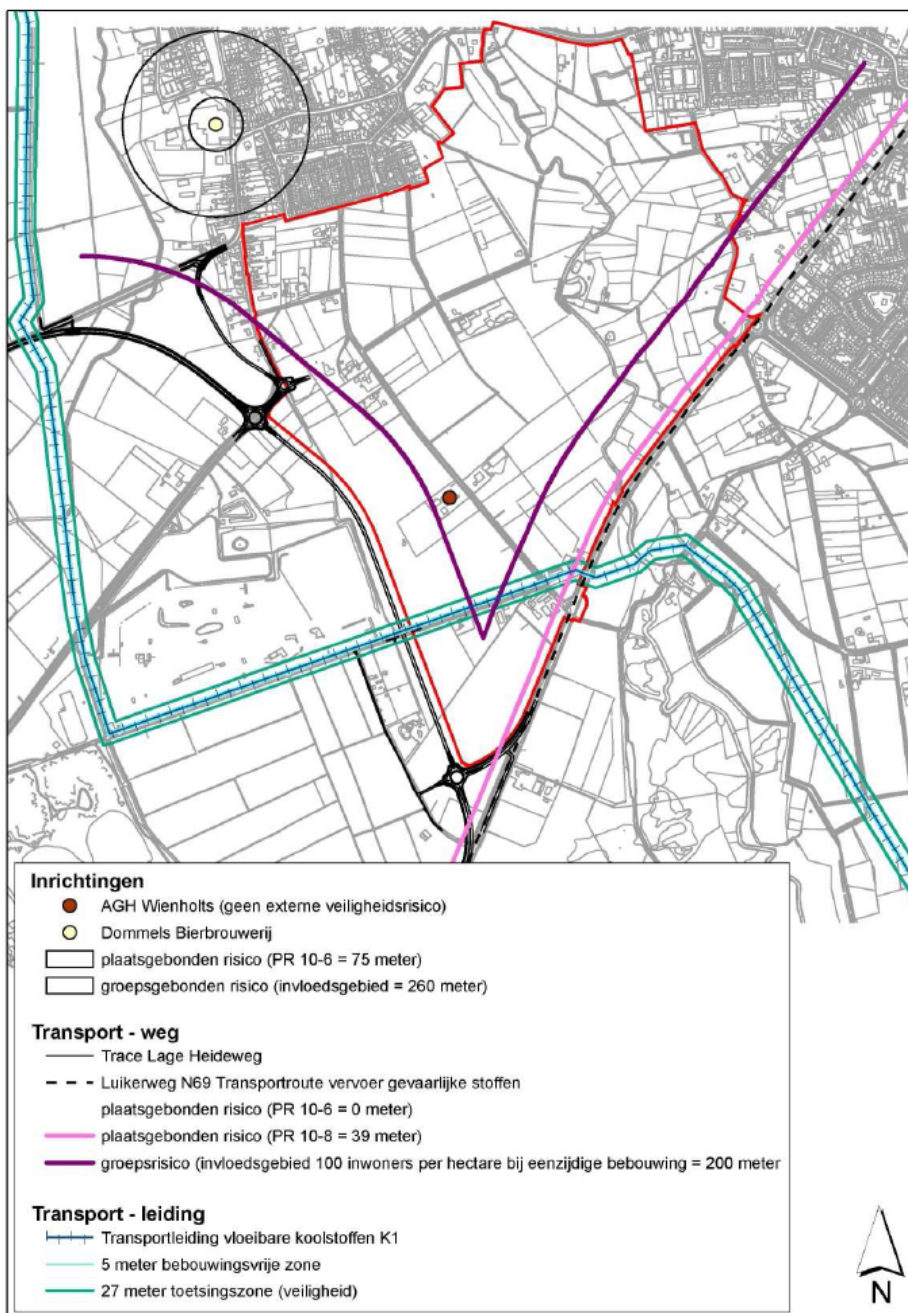 Inrichtingen
AGH Wienholts (geen externe veiligheidsrisico)
Dommels Bierbrouwerij
plaatsgebonden risico (PR 10-6 = 75 meter)
groepsgebonden risico (invloedsgebied = 260 meter)
Transport - weg
Trace Lage Heideweg
Luikerweg N69 Transportroute vervoer gevaarlijke stoffen
plaatsgebonden risico (PR 10-6 = 0 meter)
plaatsgebonden risico (PR 10-8 = 39 meter)
groepsrisico (invloedsgebied 100 inwoners per hectare bij eenzijdige bebouwing = 200 meter
Transport - leiding
Transportleiding vloeibare koolstoffen K1
5 meter bebouwingsvrije zone
27 meter toetsingszone (veiligheid)
N